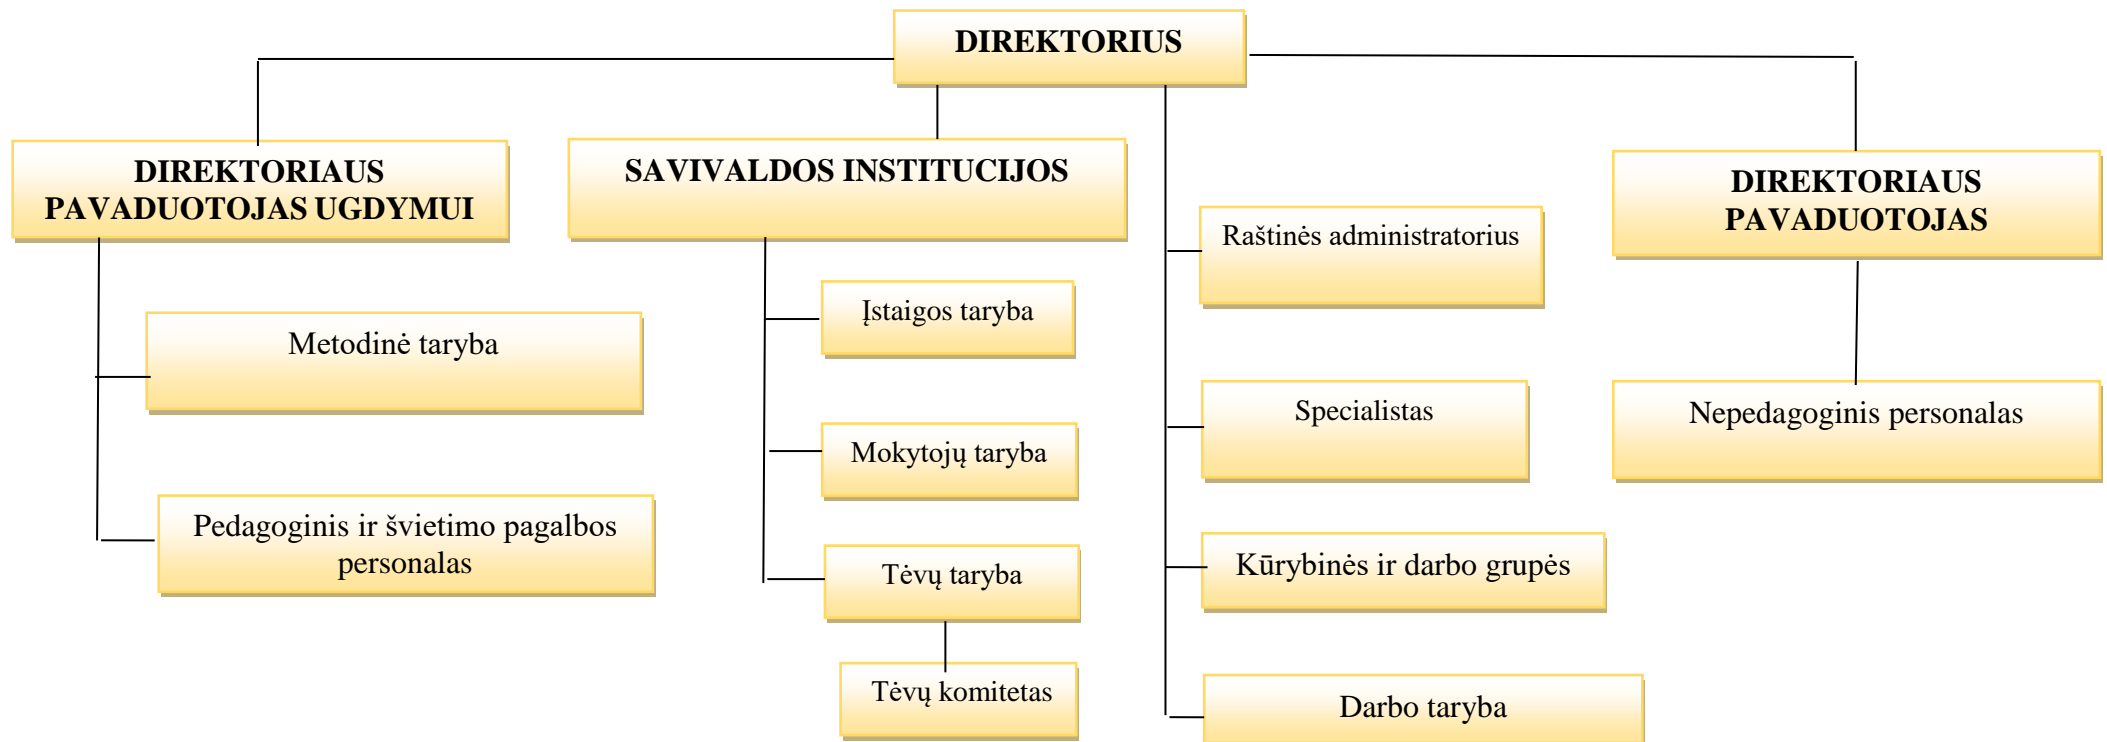 DIREKTORIUS
DIREKTORIAUS
PAVADUOTOJAS UGDYMUI
SAVIVALDOS INSTITUCIJOS
DIREKTORIAUS
PAVADUOTOJAS
Raštinės administratorius
Įstaigos taryba
Metodinė taryba
Specialistas
Nepedagoginis personalas
Mokytojų taryba
Pedagoginis ir švietimo pagalbos
personalas
Kūrybinės ir darbo grupės
Tėvų taryba
Tėvų komitetas
Darbo taryba